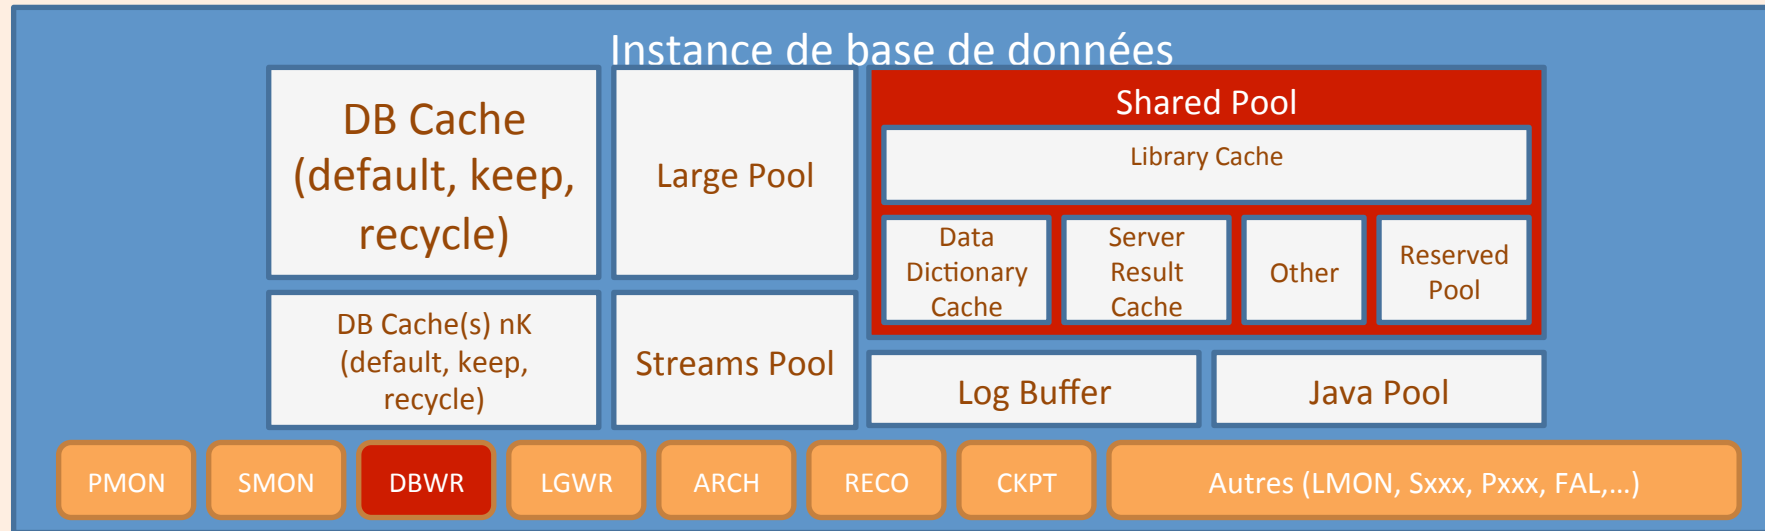 Instance de base de données
DB Cache
(default, keep,
recycle)
Large Pool
Shared Pool
Library Cache
Data
Dictionary
Cache
Server
Result
Cache
Other
Reserved
Pool
DB Cache(s) nK
(default, keep,
recycle)
Streams Pool
Log Buffer
Java Pool
PMON
SMON
DBWR
LGWR
ARCH
RECO
CKPT
Autres (LMON, Sxxx, Pxxx, FAL,...)